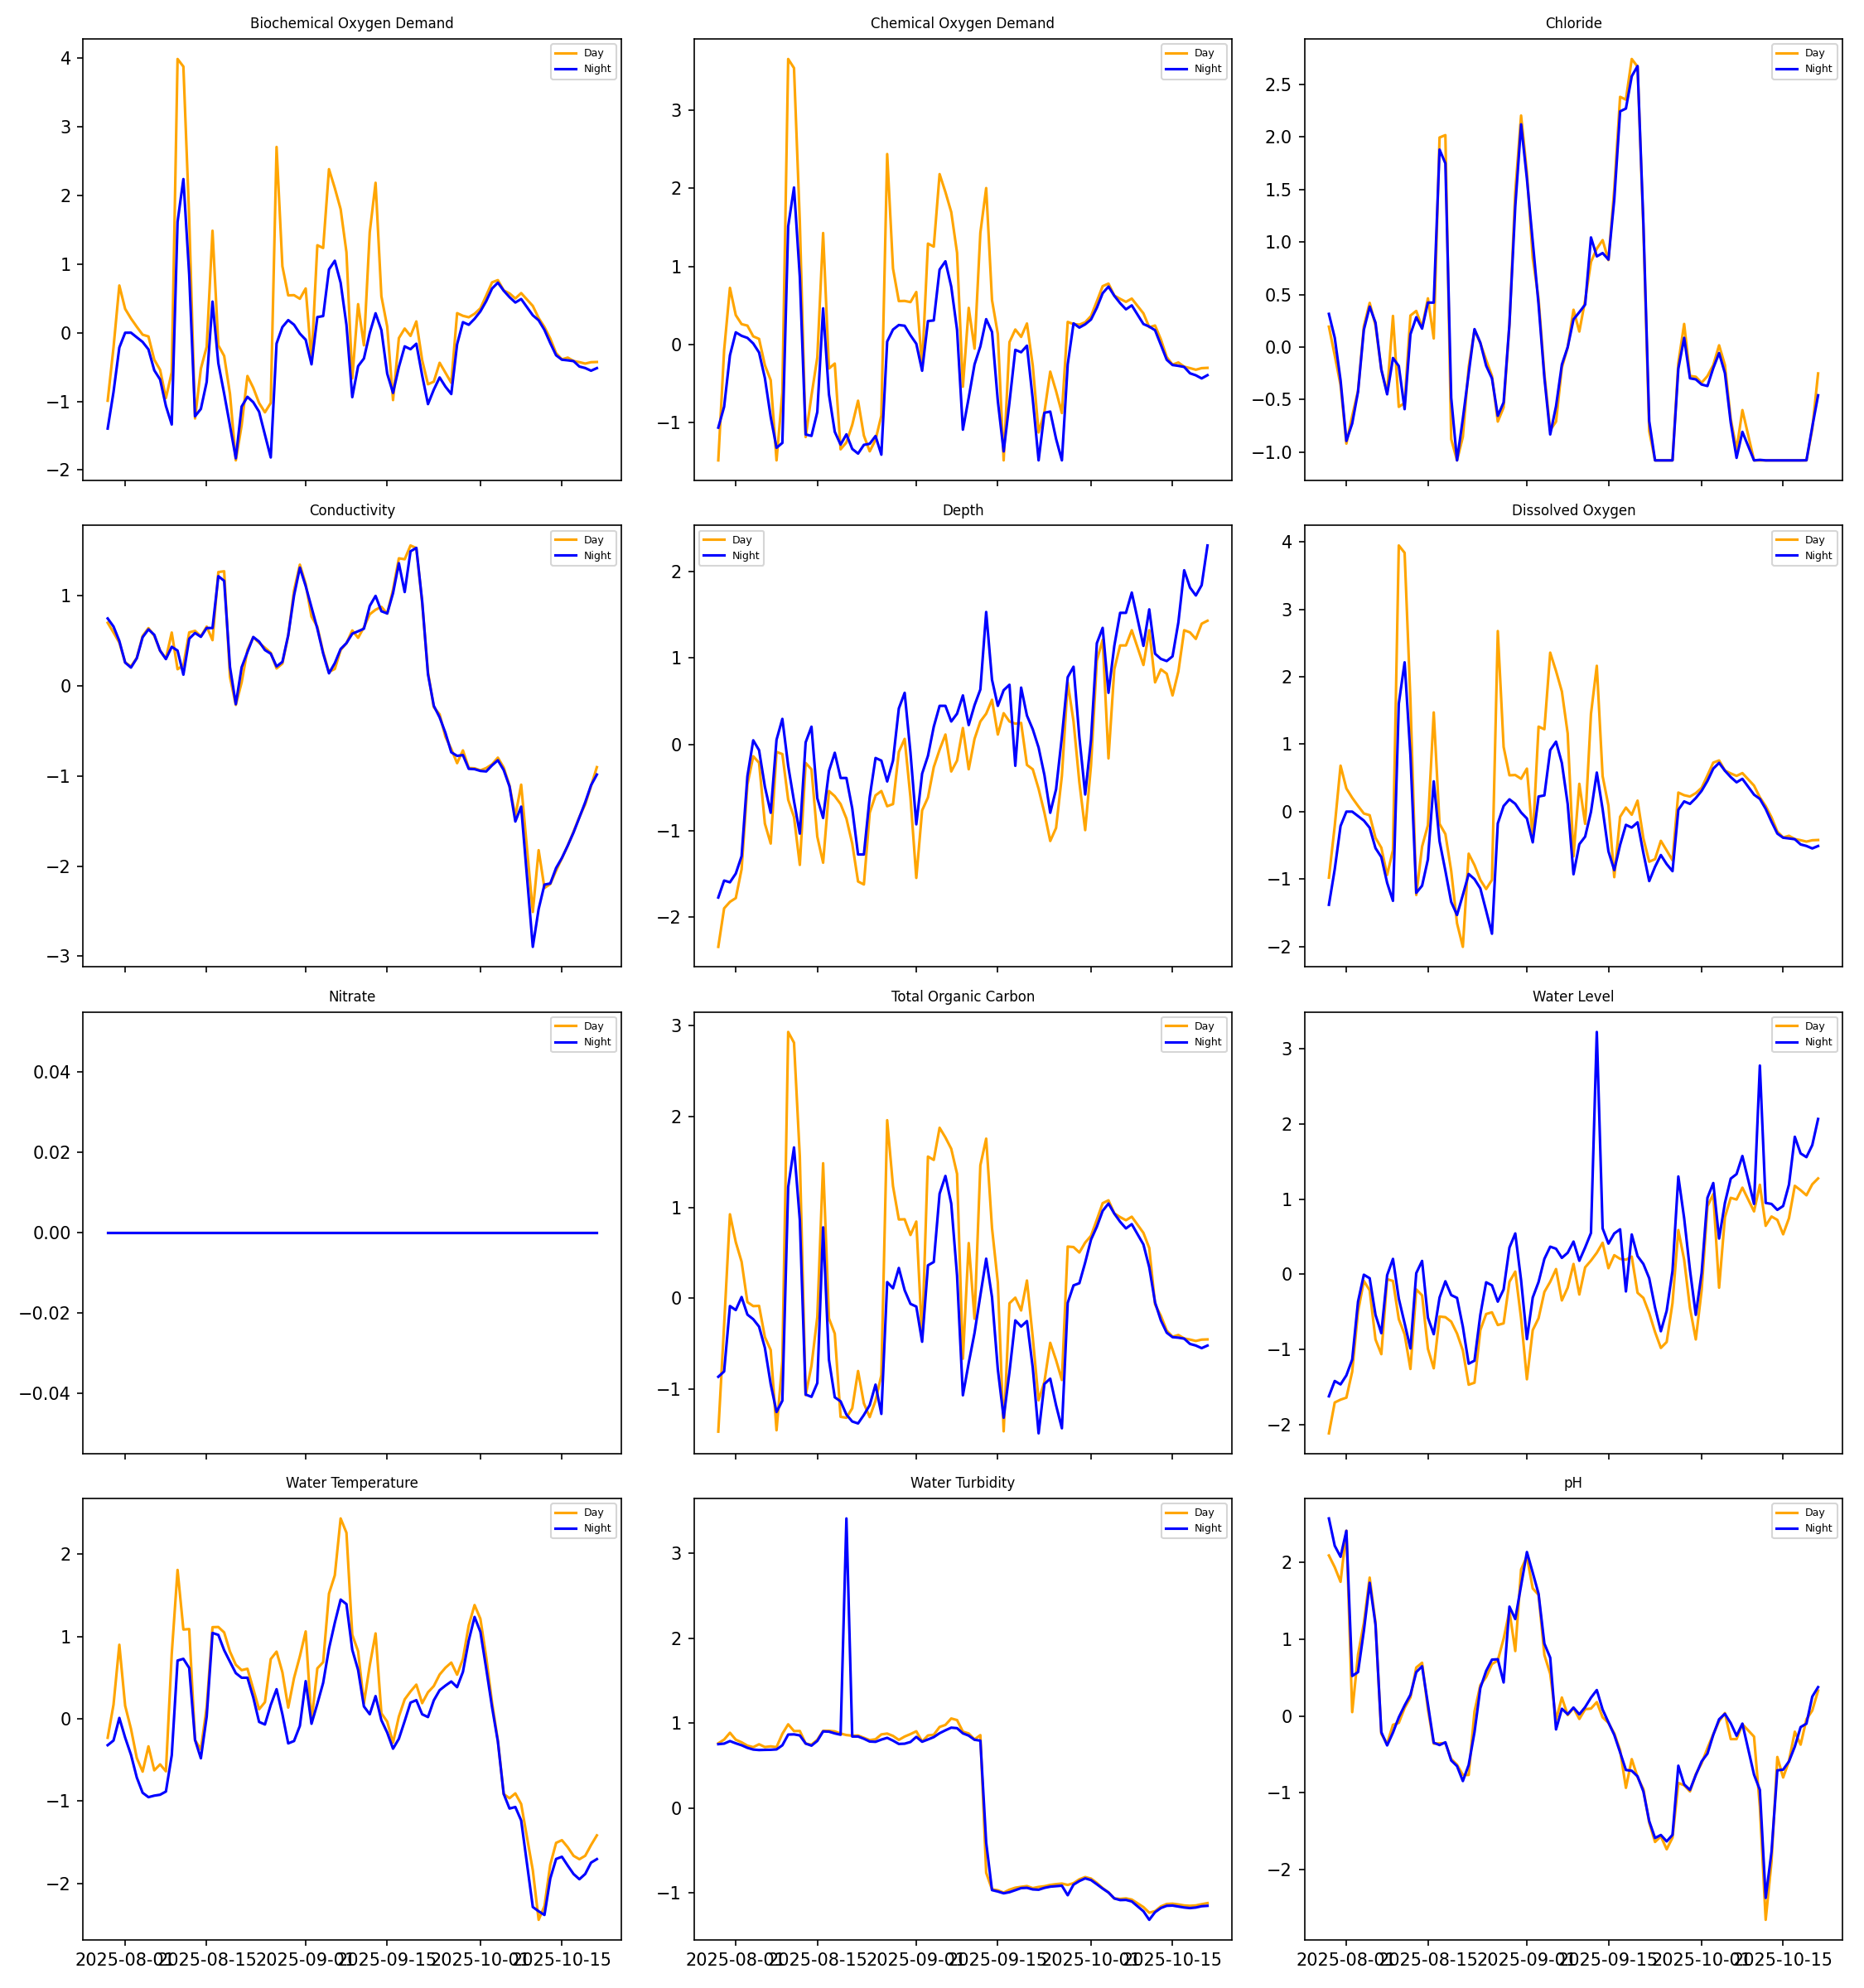 Biochemical Oxygen Demand
4
3
2
1
0
−1
−2
Day
Night
Chemical Oxygen Demand
3
2
1
0
−1
Day
Night
Chloride
2.5
2.0
1.5
1.0
0.5
0.0
−0.5
−1.0
Day
Night
Conductivity
1
0
−1
−2
−3
Day
Night
Depth
2
1
0
−1
−2
Day
Night
Dissolved Oxygen
4
3
2
1
0
−1
−2
Day
Night
Nitrate
0.04
0.02
0.00
−0.02
−0.04
Day
Night
Total Organic Carbon
3
2
1
0
−1
Day
Night
Water Level
3
2
1
0
−1
−2
Day
Night
Water Temperature
2
1
0
−1
−2
Day
Night
2025-08-01
2025-08-15
2025-09-01
2025-09-15
2025-10-01
2025-10-15
Water Turbidity
3
2
1
0
−1
Day
Night
2025-08-01
2025-08-15
2025-09-01
2025-09-15
2025-10-01
2025-10-15
pH
2
1
0
−1
−2
Day
Night
2025-08-01
2025-08-15
2025-09-01
2025-09-15
2025-10-01
2025-10-15